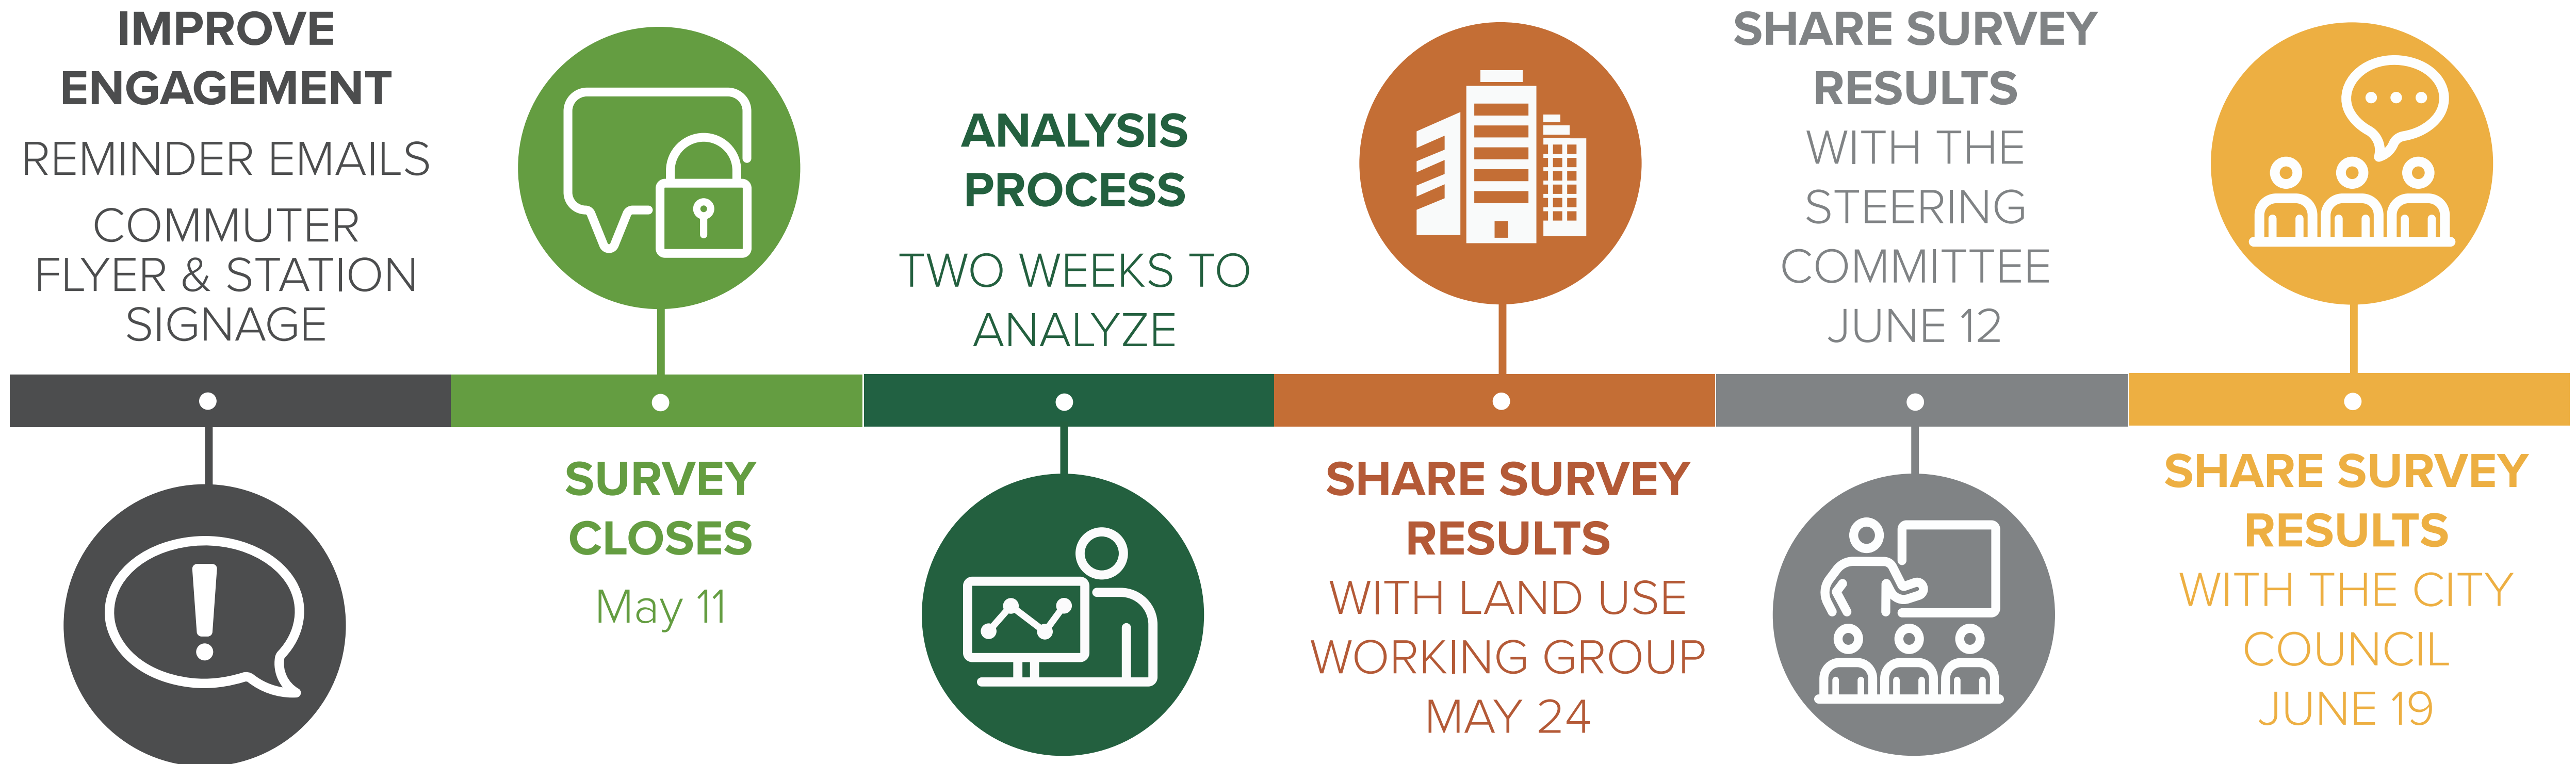 IMPROVE
ENGAGEMENT
REMINDER EMAILS
COMMUTER
FLYER & STATION
SIGNAGE
SURVEY
CLOSES
May 11
ANALYSIS
PROCESS
TWO WEEKS TO
ANALYZE
SHARE SURVEY
RESULTS
WITH LAND USE
WORKING GROUP
MAY 24
SHARE SURVEY
RESULTS
WITH THE
STEERING
COMMITTEE
JUNE 12
SHARE SURVEY
RESULTS
WITH THE CITY
COUNCIL
JUNE 19